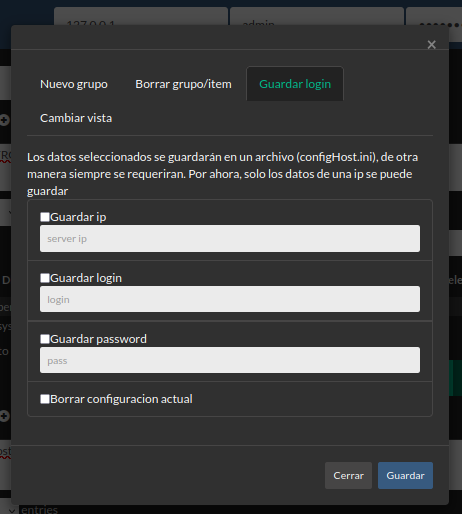 127.0.0.1 admin
×
Nuevo grupo Borrar grupo/item Guardar login
Cambiar vista
Los datos seleccionados se guardarán en un archivo (configHost.ini), de otra
manera siempre se requeriran. Por ahora, solo los datos de una ip se puede
guardar
Guardar ip
server ip
Guardar login
login
Guardar password
pass
Borrar configuracion actual
Cerrar Guardar
entries